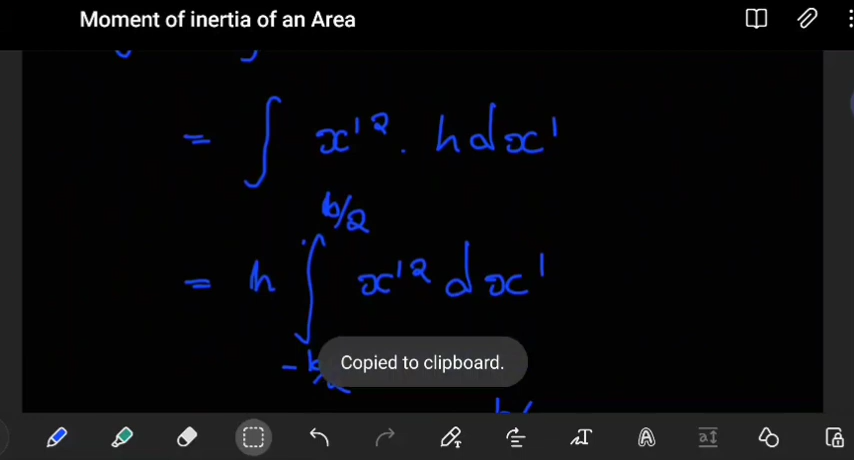 Moment of inertia of an Area
= ∫ x'² . h dx'
b/2
= h ∫ x'² dx'
Copied to clipboard.